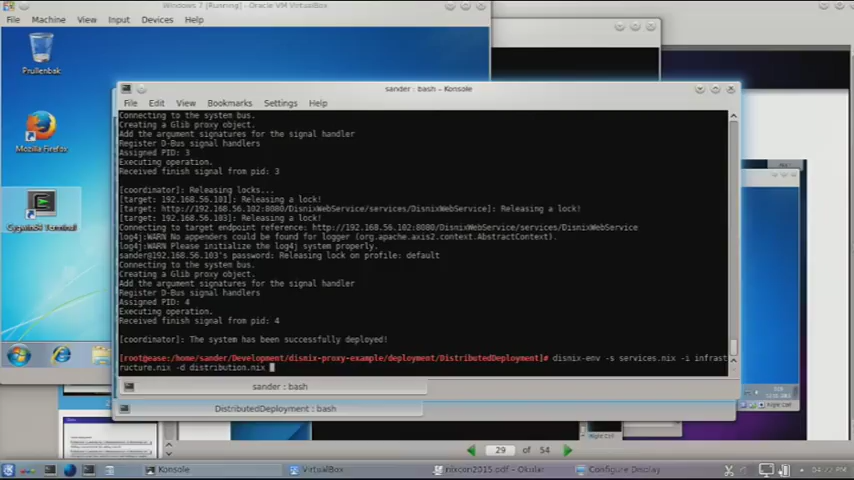 Windows 7 [Running] - Oracle VM VirtualBox
File Machine View Input Devices Help
Prullenbak
Mozilla Firefox
Cygwin64 Terminal
sander : bash – Konsole
File Edit View Bookmarks Settings Help
Connecting to the system bus.
Creating a Glib proxy object.
Add the argument signatures for the signal handler
Register D-Bus signal handlers
Assigned PID: 3
Executing operation.
Received finish signal from pid: 3
[coordinator]: Releasing locks...
[target: 192.168.56.101]: Releasing a lock!
[target: http://192.168.56.102:8080/DisnixWebService/services/DisnixWebService]: Releasing a lock!
[target: 192.168.56.103]: Releasing a lock!
Connecting to target endpoint reference: http://192.168.56.102:8080/DisnixWebService/services/DisnixWebService
log4j:WARN No appenders could be found for logger (org.apache.axis2.context.AbstractContext).
log4j:WARN Please initialize the log4j system properly.
sander@192.168.56.103's password: Releasing lock on profile: default
Connecting to the system bus.
Creating a Glib proxy object.
Add the argument signatures for the signal handler
Register D-Bus signal handlers
Assigned PID: 4
Executing operation.
Received finish signal from pid: 4
[coordinator]: The system has been successfully deployed!
[root@ease:/home/sander/Development/disnix-proxy-example/deployment/DistributedDeployment]# disnix-env -s services.nix -i infrast
ructure.nix -d distribution.nix
sander : bash
DistributedDeployment : bash
Right Ctrl
29 of 54
Konsole
VirtualBox
nixcon2015.pdf – Okular
Configure Display
04:22 PM